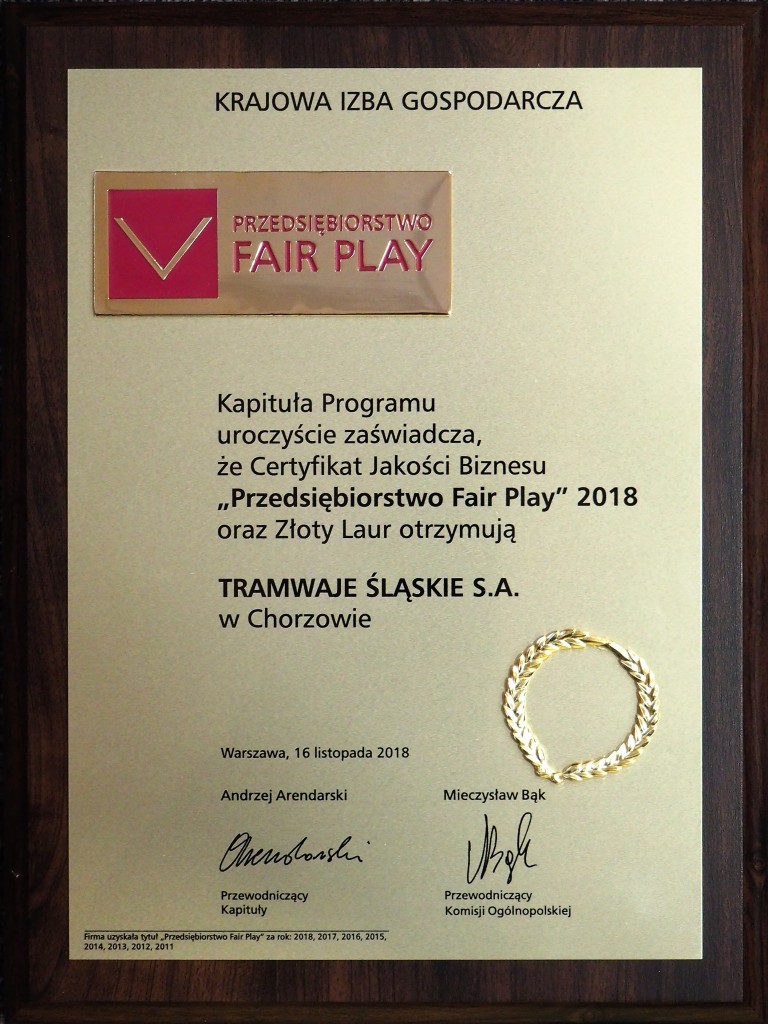 KRAJOWA IZBA GOSPODARCZA
PRZEDSIĘBIORSTWO
FAIR PLAY
Kapituła Programu
uroczyście zaświadcza,
że Certyfikat Jakości Biznesu
„Przedsiębiorstwo Fair Play” 2018
oraz Złoty Laur otrzymują
TRAMWAJE ŚLĄSKIE S.A.
w Chorzowie
Warszawa, 16 listopada 2018
Andrzej Arendarski
Mieczysław Bąk
Arendarski
MBąk
Przewodniczący
Kapituły
Przewodniczący
Komisji Ogólnopolskiej
Firma uzyskała tytuł „Przedsiębiorstwo Fair Play” za rok: 2018, 2017, 2016, 2015,
2014, 2013, 2012, 2011